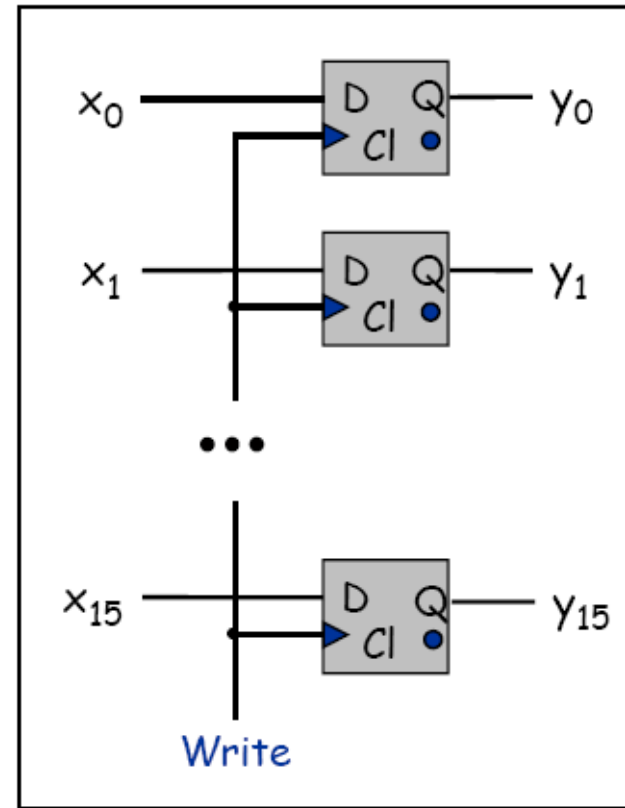 x₀ D Q y₀
Cl
x₁ D Q y₁
Cl
•••
x₁₅ D Q y₁₅
Cl
Write